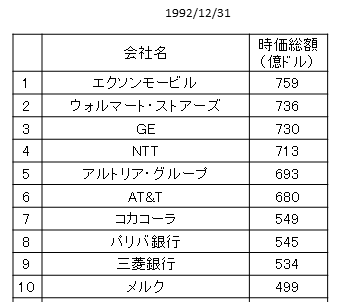 1992/12/31
会社名 時価総額
(億ドル)
1 エクソンモービル 759
2 ウォルマート・ストアーズ 736
3 GE 730
4 NTT 713
5 アルトリア・グループ 693
6 AT&T 680
7 コカコーラ 549
8 バリバ銀行 545
9 三菱銀行 534
10 メルク 499